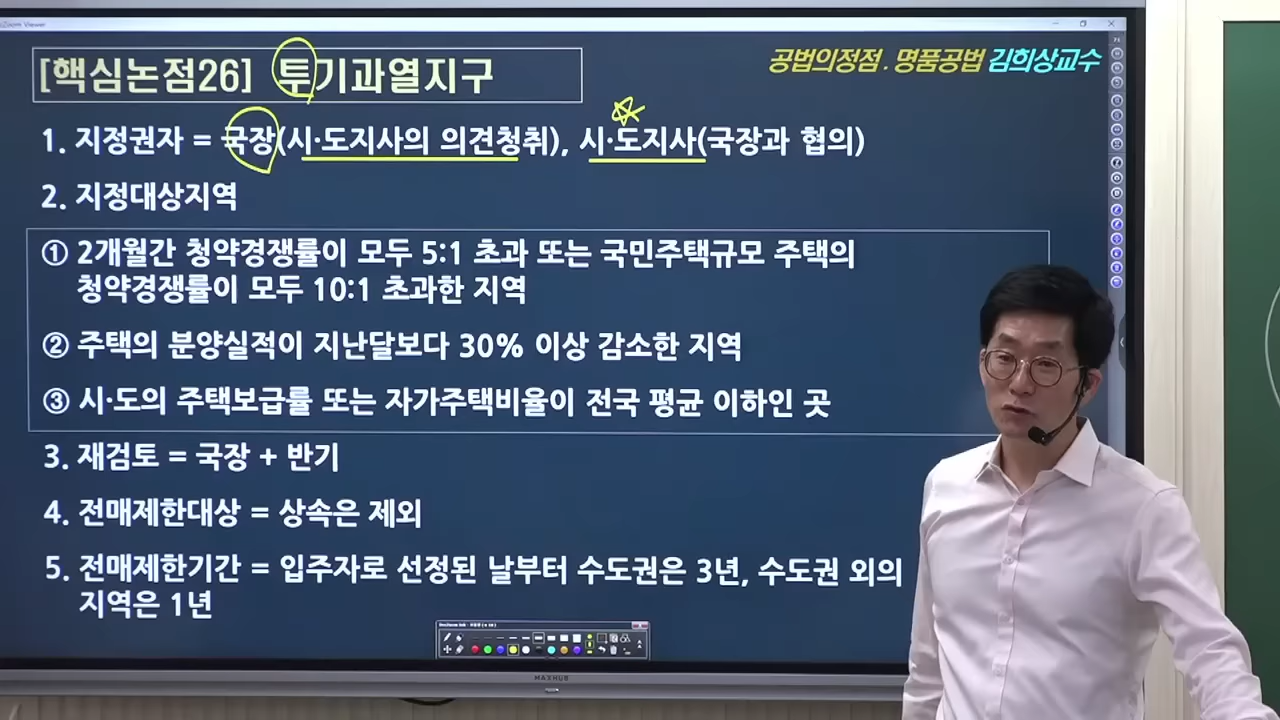 Zoom Viewer
[핵심논점26] 투기과열지구
공법의정점. 명품공법 김희상교수
1. 지정권자 = 국장(시·도지사의 의견청취), 시·도지사(국장과 협의)
2. 지정대상지역
① 2개월간 청약경쟁률이 모두 5:1 초과 또는 국민주택규모 주택의
청약경쟁률이 모두 10:1 초과한 지역
② 주택의 분양실적이 지난달보다 30% 이상 감소한 지역
③ 시·도의 주택보급률 또는 자가주택비율이 전국 평균 이하인 곳
3. 재검토 = 국장 + 반기
4. 전매제한대상 = 상속은 제외
5. 전매제한기간 = 입주자로 선정된 날부터 수도권은 3년, 수도권 외의
지역은 1년
MAXHUB